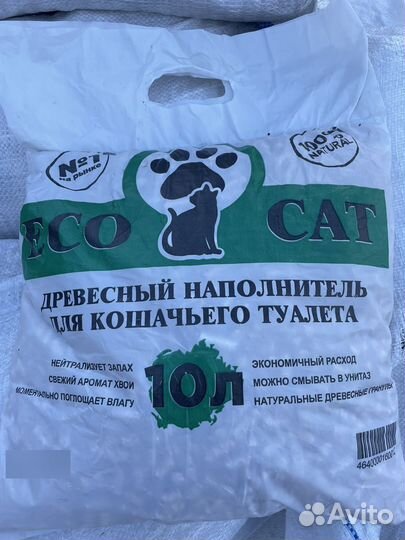 №1
на рынке
100%
NATURAL
ECO CAT
ДРЕВЕСНЫЙ НАПОЛНИТЕЛЬ
ДЛЯ КОШАЧЬЕГО ТУАЛЕТА
НЕЙТРАЛИЗУЕТ ЗАПАХ
СВЕЖИЙ АРОМАТ ХВОИ
МОМЕНТАЛЬНО ПОГЛОЩАЕТ ВЛАГУ
10Л
ЭКОНОМИЧНЫЙ РАСХОД
МОЖНО СМЫВАТЬ В УНИТАЗ
НАТУРАЛЬНЫЕ ДРЕВЕСНЫЕ ГРАНУЛЫ
Avito